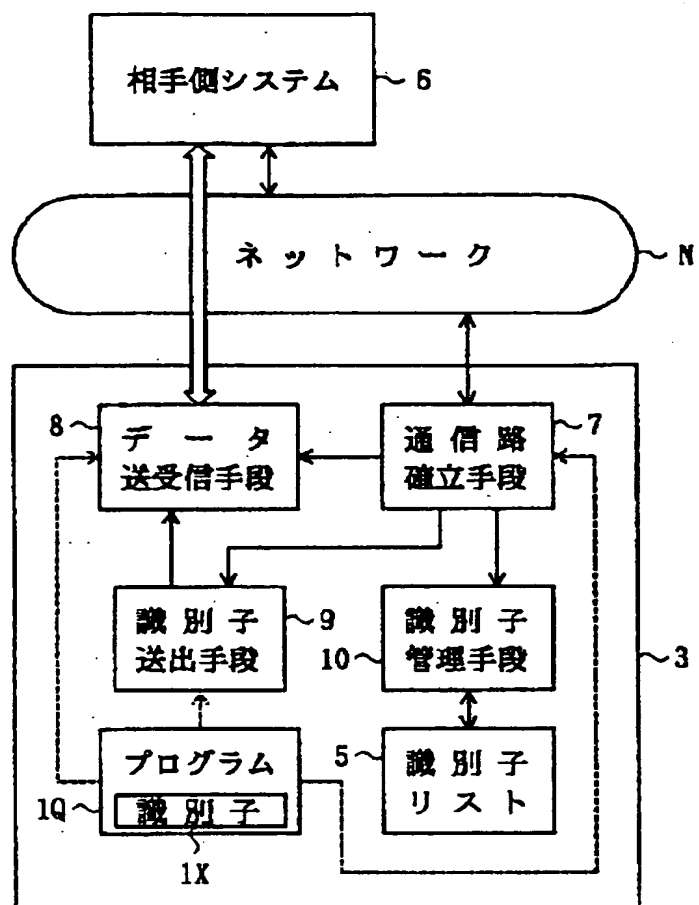 相手側システム
6
ネットワーク
N
8
データ
送受信手段
通信路
確立手段
7
識別子
送出手段
9
10
識別子
管理手段
3
プログラム
識別子
1Q
1X
5
識別子
リスト